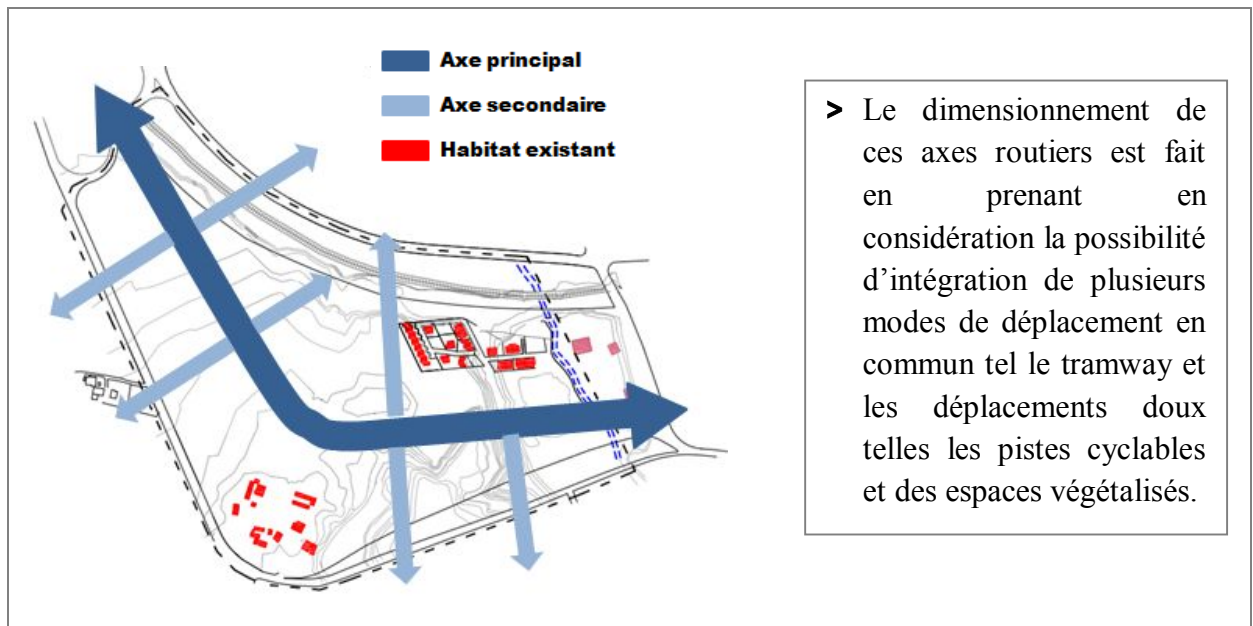 Axe principal
Axe secondaire
Habitat existant
> Le dimensionnement de
ces axes routiers est fait
en prenant en
considération la possibilité
d’intégration de plusieurs
modes de déplacement en
commun tel le tramway et
les déplacements doux
telles les pistes cyclables
et des espaces végétalisés.